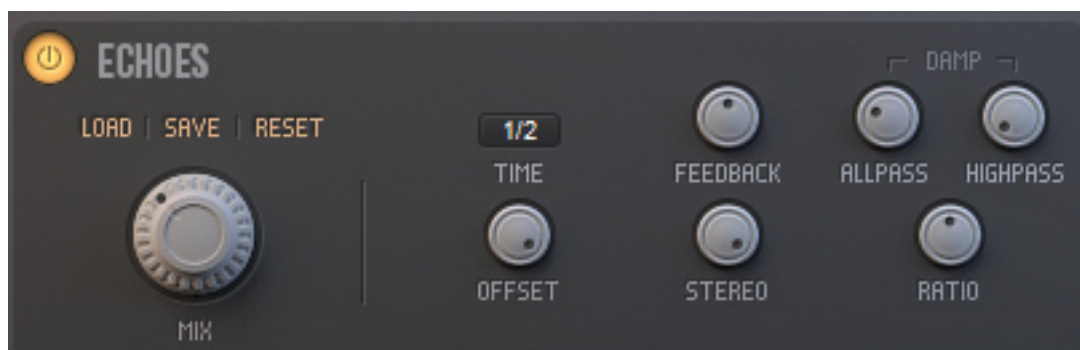 ECHOES
LOAD | SAVE | RESET
MIX
1/2
TIME
FEEDBACK
DAMP
ALLPASS HIGHPASS
OFFSET
STEREO
RATIO